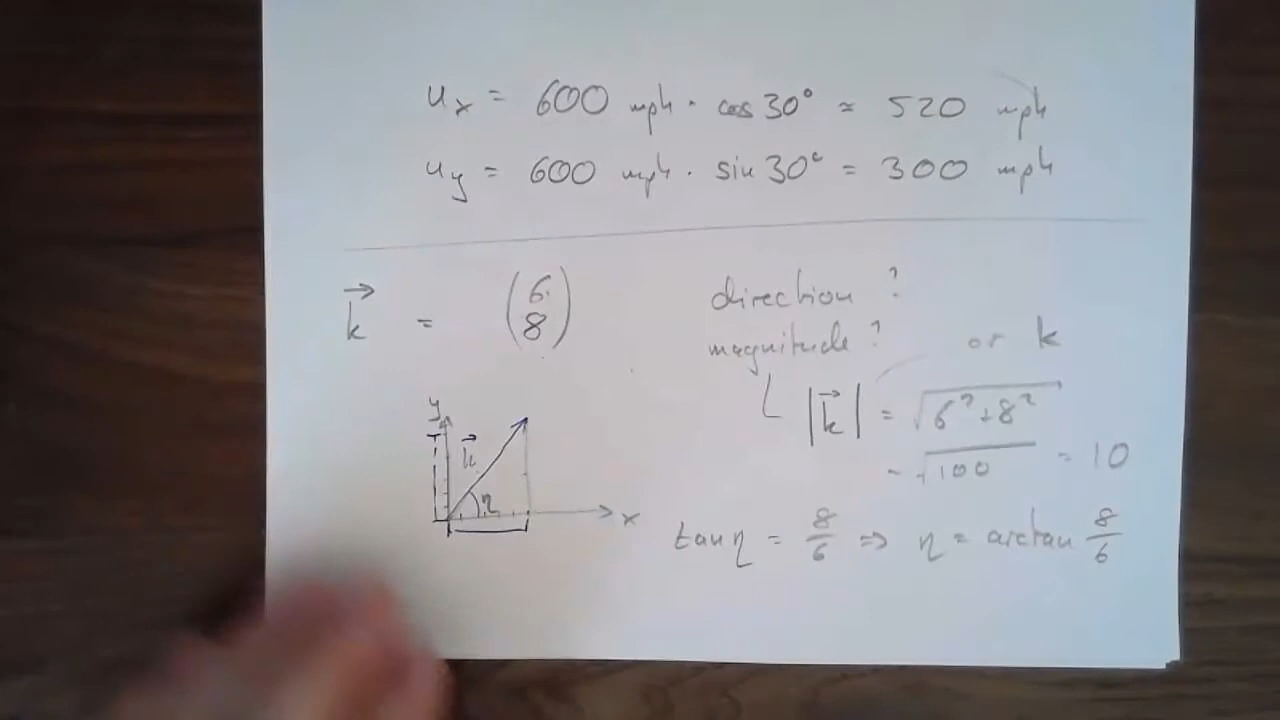 uₓ = 600 mph · cos 30° ≈ 520 mph
u_y = 600 mph · sin 30° = 300 mph
k⃗ = (6 8)
direction ?
magnitude ? or k
|k⃗| = √(6² + 8²)
= √100 = 10
y
k⃗
η
x
tan η = 8/6 ⇒ η = arctan 8/6